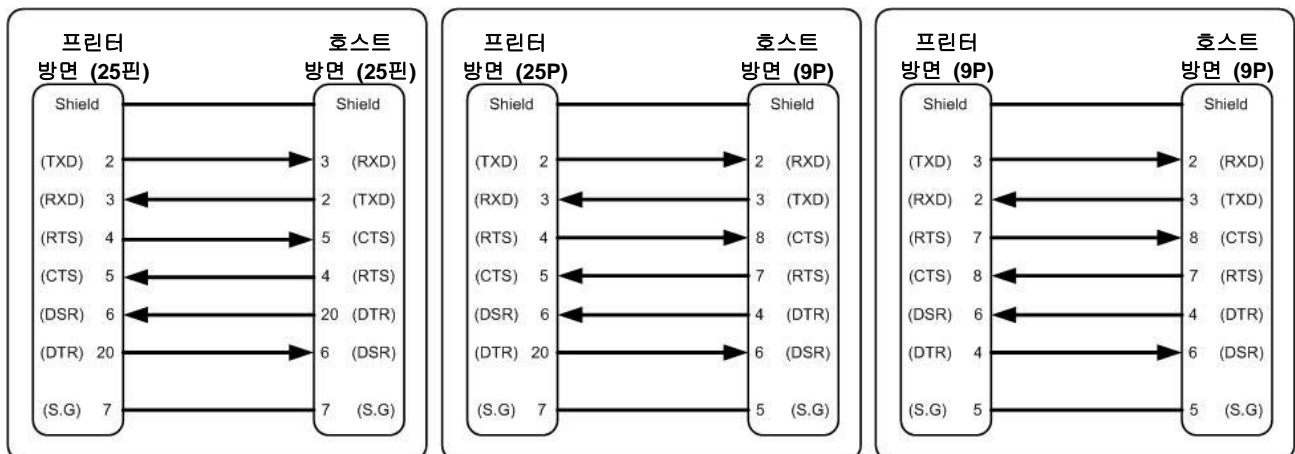 프린터 호스트
방면 (25핀) 방면 (25핀)
Shield Shield
(TXD) 2 3 (RXD)
(RXD) 3 2 (TXD)
(RTS) 4 5 (CTS)
(CTS) 5 4 (RTS)
(DSR) 6 20 (DTR)
(DTR) 20 6 (DSR)
(S.G) 7 7 (S.G)
프린터 호스트
방면 (25P) 방면 (9P)
Shield Shield
(TXD) 2 2 (RXD)
(RXD) 3 3 (TXD)
(RTS) 4 8 (CTS)
(CTS) 5 7 (RTS)
(DSR) 6 4 (DTR)
(DTR) 20 6 (DSR)
(S.G) 7 5 (S.G)
프린터 호스트
방면 (9P) 방면 (9P)
Shield Shield
(TXD) 3 2 (RXD)
(RXD) 2 3 (TXD)
(RTS) 7 8 (CTS)
(CTS) 8 7 (RTS)
(DSR) 6 4 (DTR)
(DTR) 4 6 (DSR)
(S.G) 5 5 (S.G)